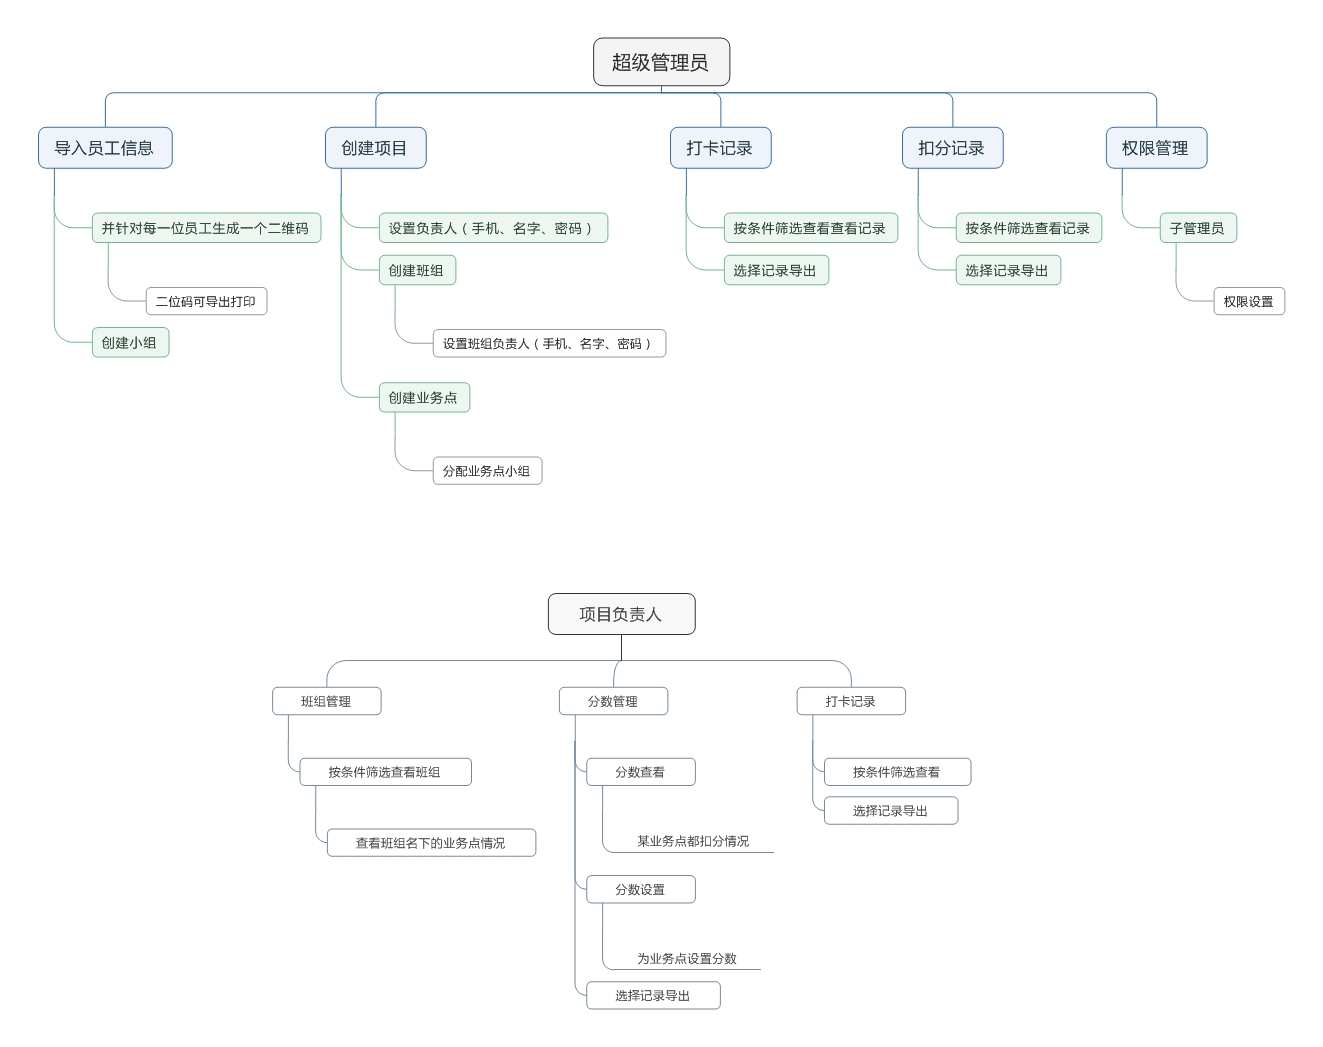 超级管理员
导入员工信息
创建项目
打卡记录
扣分记录
权限管理
并针对每一位员工生成一个二维码
设置负责人（手机、名字、密码）
按条件筛选查看查看记录
按条件筛选查看记录
子管理员
创建班组
选择记录导出
选择记录导出
二位码可导出打印
权限设置
创建小组
设置班组负责人（手机、名字、密码）
创建业务点
分配业务点小组
项目负责人
班组管理
分数管理
打卡记录
按条件筛选查看班组
分数查看
按条件筛选查看
选择记录导出
查看班组名下的业务点情况
某业务点都扣分情况
分数设置
为业务点设置分数
选择记录导出